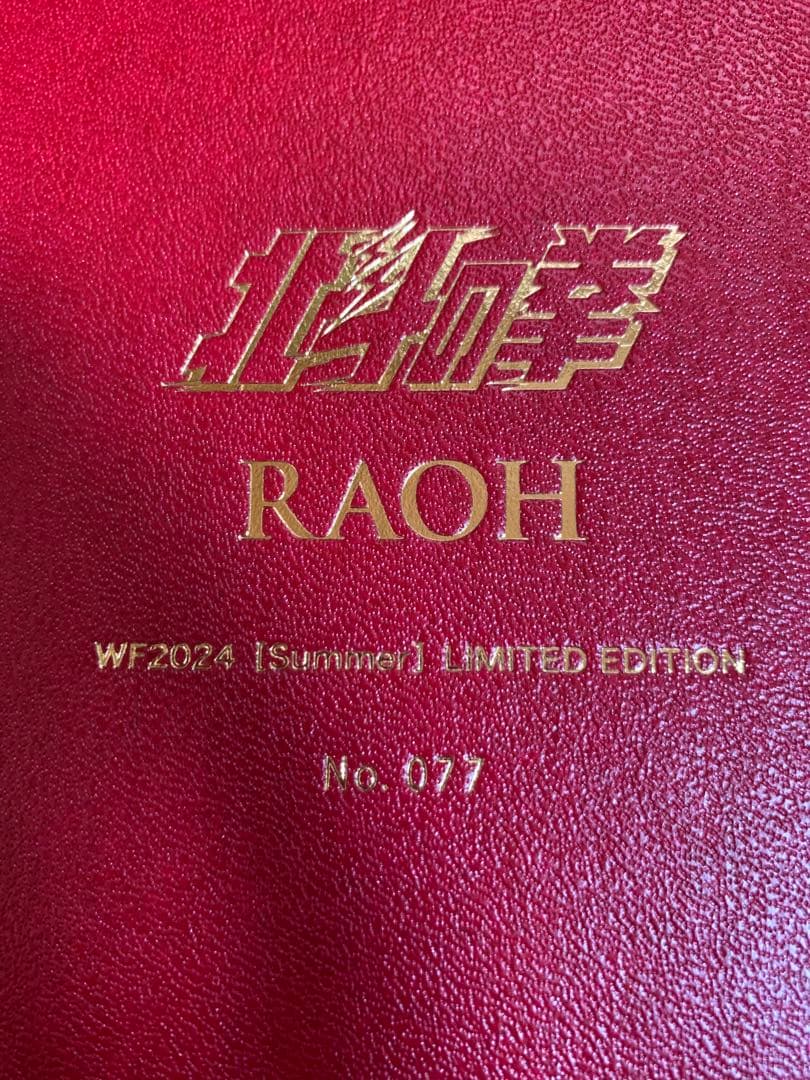 北斗の拳
RAOH
WF2024 [Summer] LIMITED EDITION
No. 077